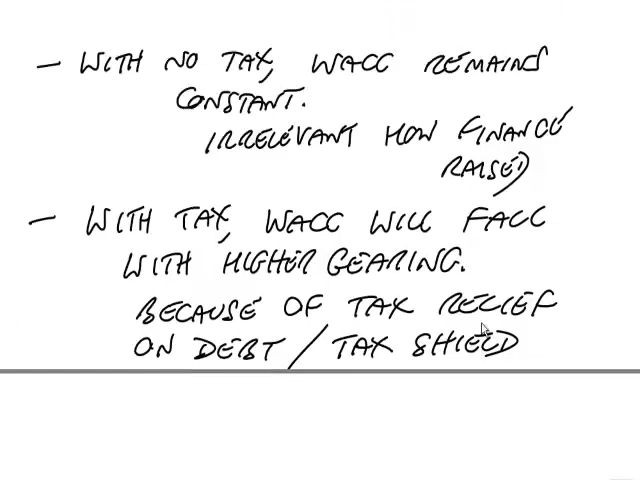 - WITH NO TAX, WACC REMAINS
CONSTANT.
IRRELEVANT HOW FINANCE
RAISED
- WITH TAX, WACC WILL FALL
WITH HIGHER GEARING.
BECAUSE OF TAX RELIEF
ON DEBT / TAX SHIELD